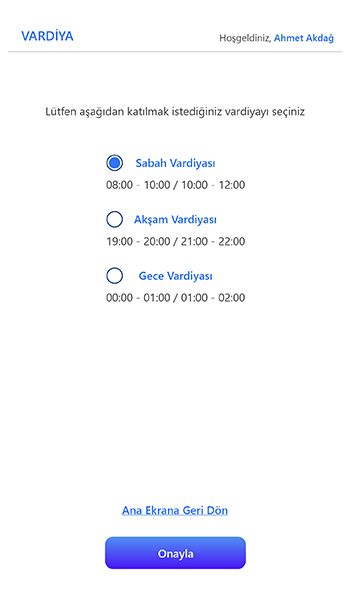 VARDİYA
Hoşgeldiniz, Ahmet Akdağ
Lütfen aşağıdan katılmak istediğiniz vardiyayı seçiniz
Sabah Vardiyası
08:00 - 10:00 / 10:00 - 12:00
Akşam Vardiyası
19:00 - 20:00 / 21:00 - 22:00
Gece Vardiyası
00:00 - 01:00 / 01:00 - 02:00
Ana Ekrana Geri Dön
Onayla